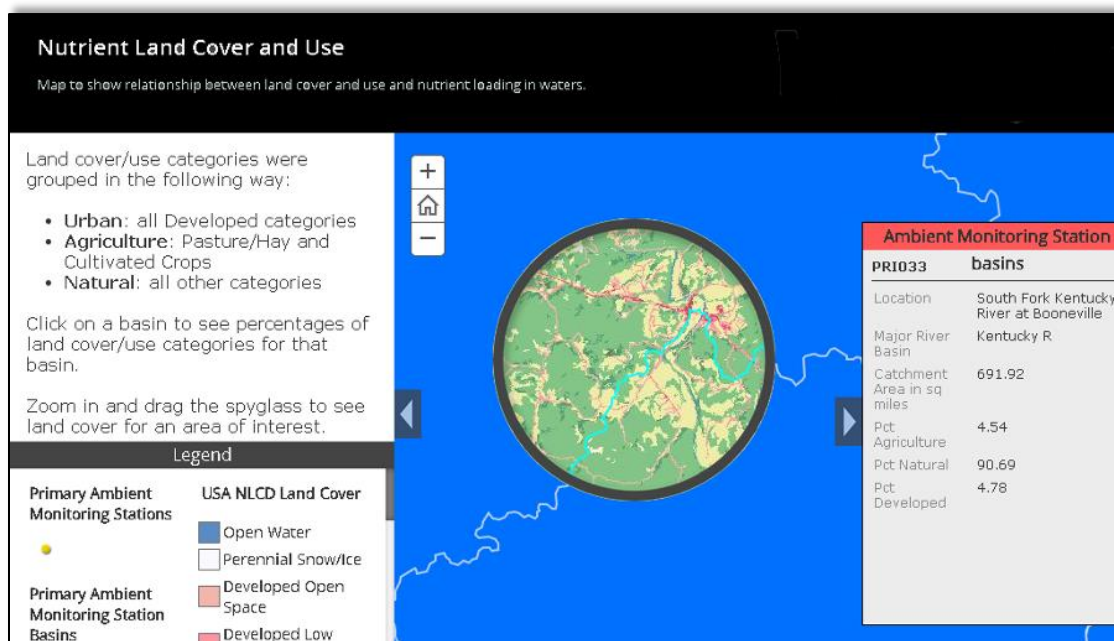 Nutrient Land Cover and Use
Map to show relationship between land cover and use and nutrient loading in waters.
Land cover/use categories were
grouped in the following way:
• Urban: all Developed categories
• Agriculture: Pasture/Hay and
Cultivated Crops
• Natural: all other categories
Click on a basin to see percentages of
land cover/use categories for that
basin.
Zoom in and drag the spyglass to see
land cover for an area of interest.
Legend
Primary Ambient
Monitoring Stations
Primary Ambient
Monitoring Station
Basins
USA NLCD Land Cover
Open Water
Perennial Snow/Ice
Developed Open
Space
Developed Low
+
−
Ambient Monitoring Station
PRI033 basins
Location South Fork Kentucky
River at Booneville
Major River Kentucky R
Basin
Catchment 691.92
Area in sq
miles
Pct 4.54
Agriculture
Pct Natural 90.69
Pct 4.78
Developed